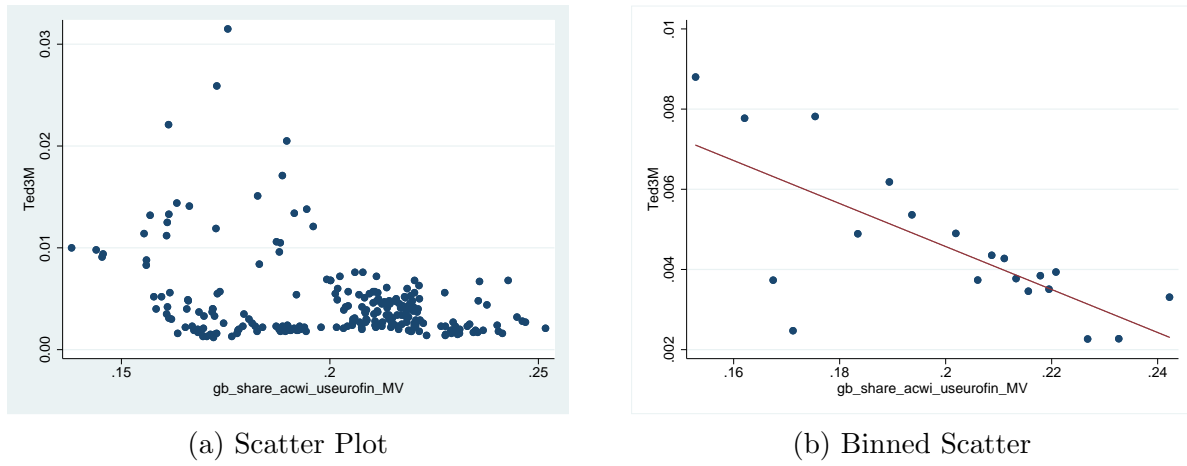 0.03
0.02
0.01
0.00
Ted3M
.15
.2
.25
gb_share_acwi_useurofin_MV
(a) Scatter Plot
.01
.008
.006
.004
.002
Ted3M
.16
.18
.2
.22
.24
gb_share_acwi_useurofin_MV
(b) Binned Scatter